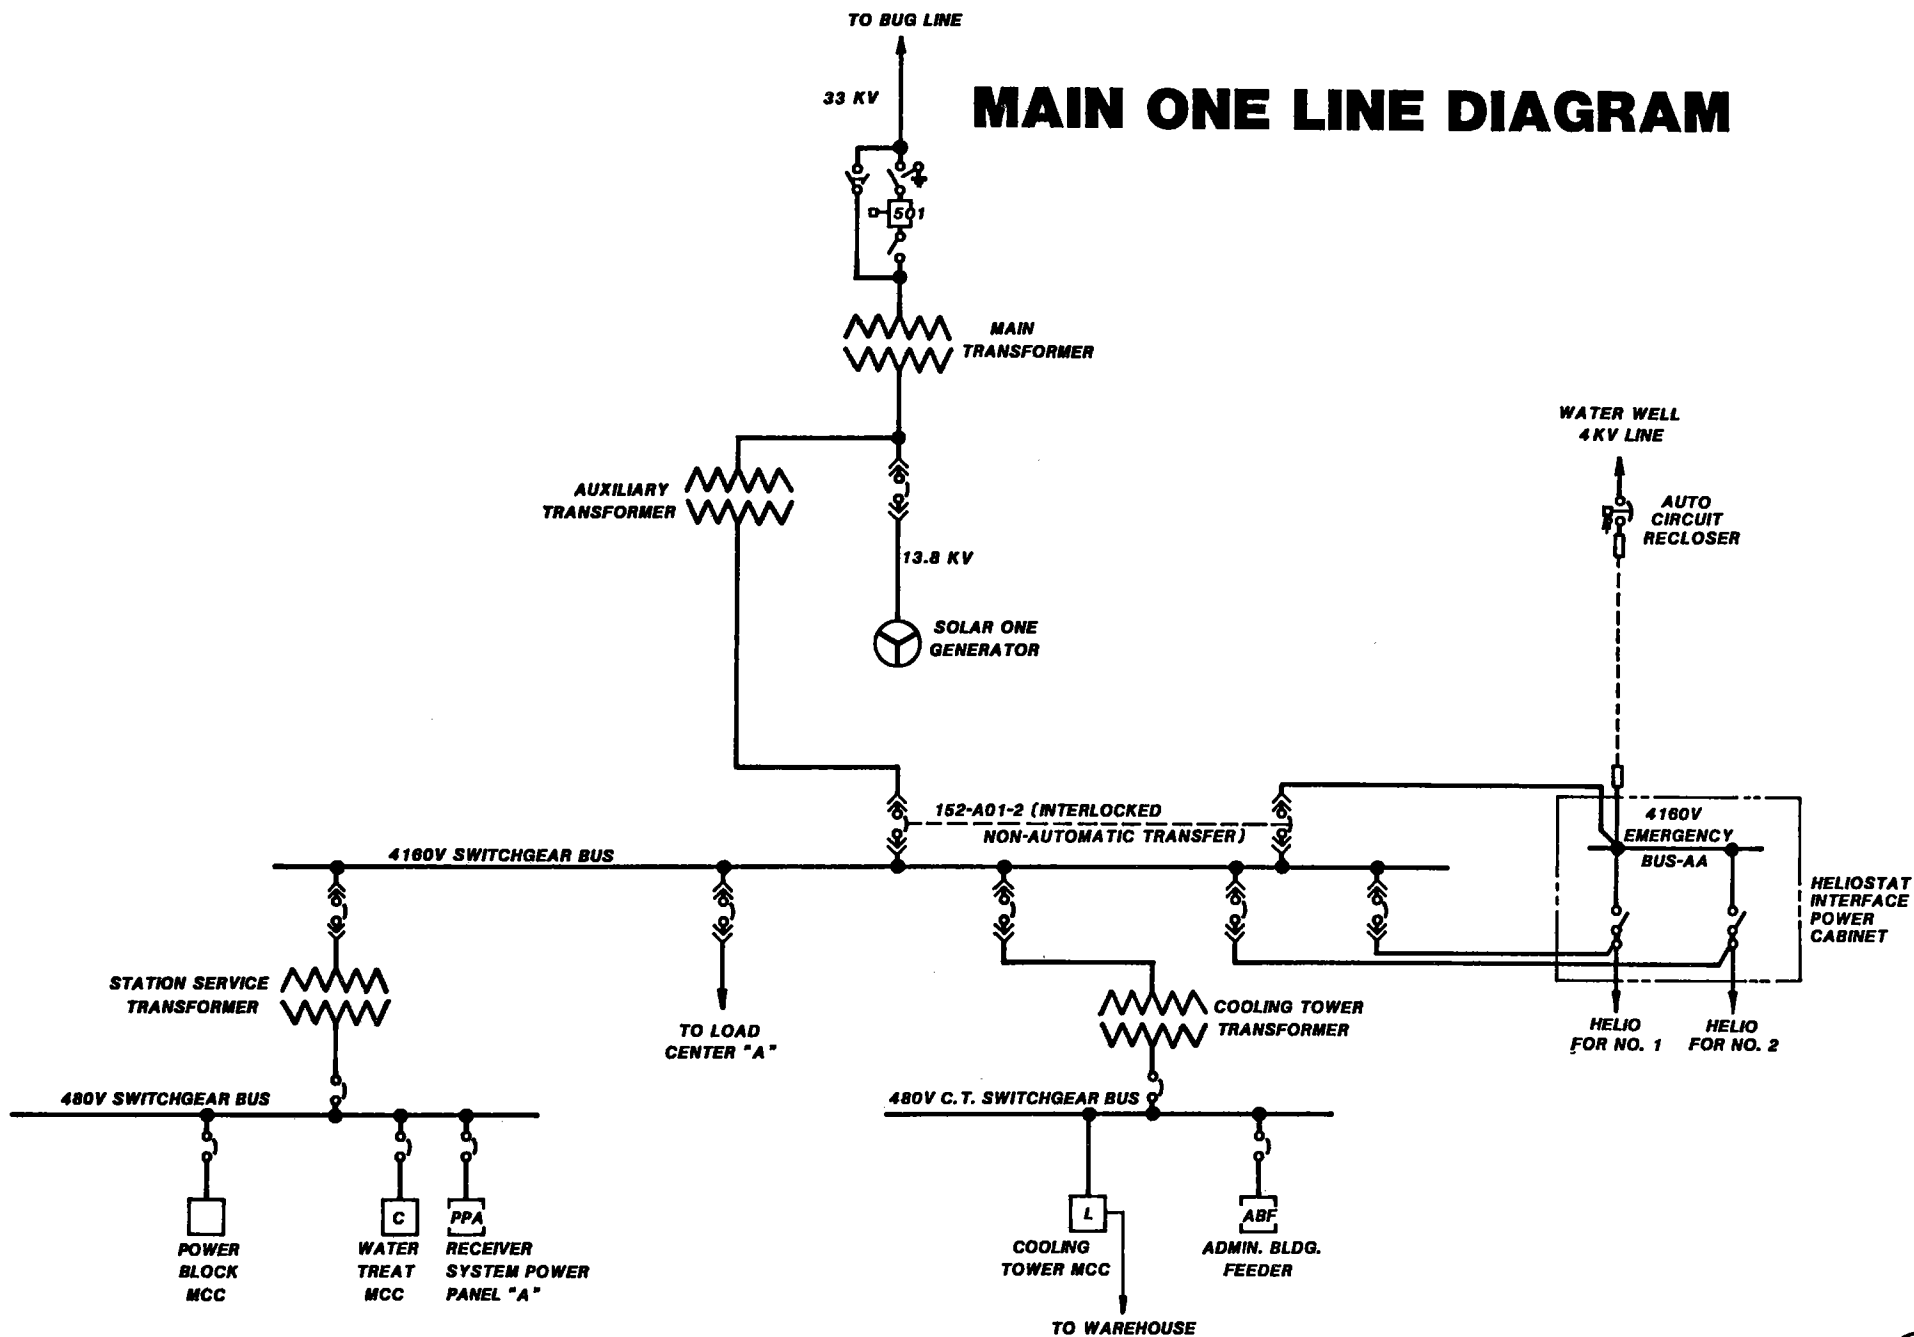 TO BUG LINE
33 KV
MAIN ONE LINE DIAGRAM
501
MAIN
TRANSFORMER
WATER WELL
4KV LINE
AUXILIARY
TRANSFORMER
AUTO
CIRCUIT
RECLOSER
13.8 KV
SOLAR ONE
GENERATOR
152-A01-2 (INTERLOCKED
NON-AUTOMATIC TRANSFER)
4160V
EMERGENCY
BUS-AA
4160V SWITCHGEAR BUS
HELIOSTAT
INTERFACE
POWER
CABINET
STATION SERVICE
TRANSFORMER
TO LOAD
CENTER "A"
COOLING TOWER
TRANSFORMER
HELIO
FOR NO. 1
HELIO
FOR NO. 2
480V SWITCHGEAR BUS
480V C.T. SWITCHGEAR BUS
C
PPA
L
ABF
POWER
BLOCK
MCC
WATER
TREAT
MCC
RECEIVER
SYSTEM POWER
PANEL "A"
COOLING
TOWER MCC
ADMIN. BLDG.
FEEDER
TO WAREHOUSE